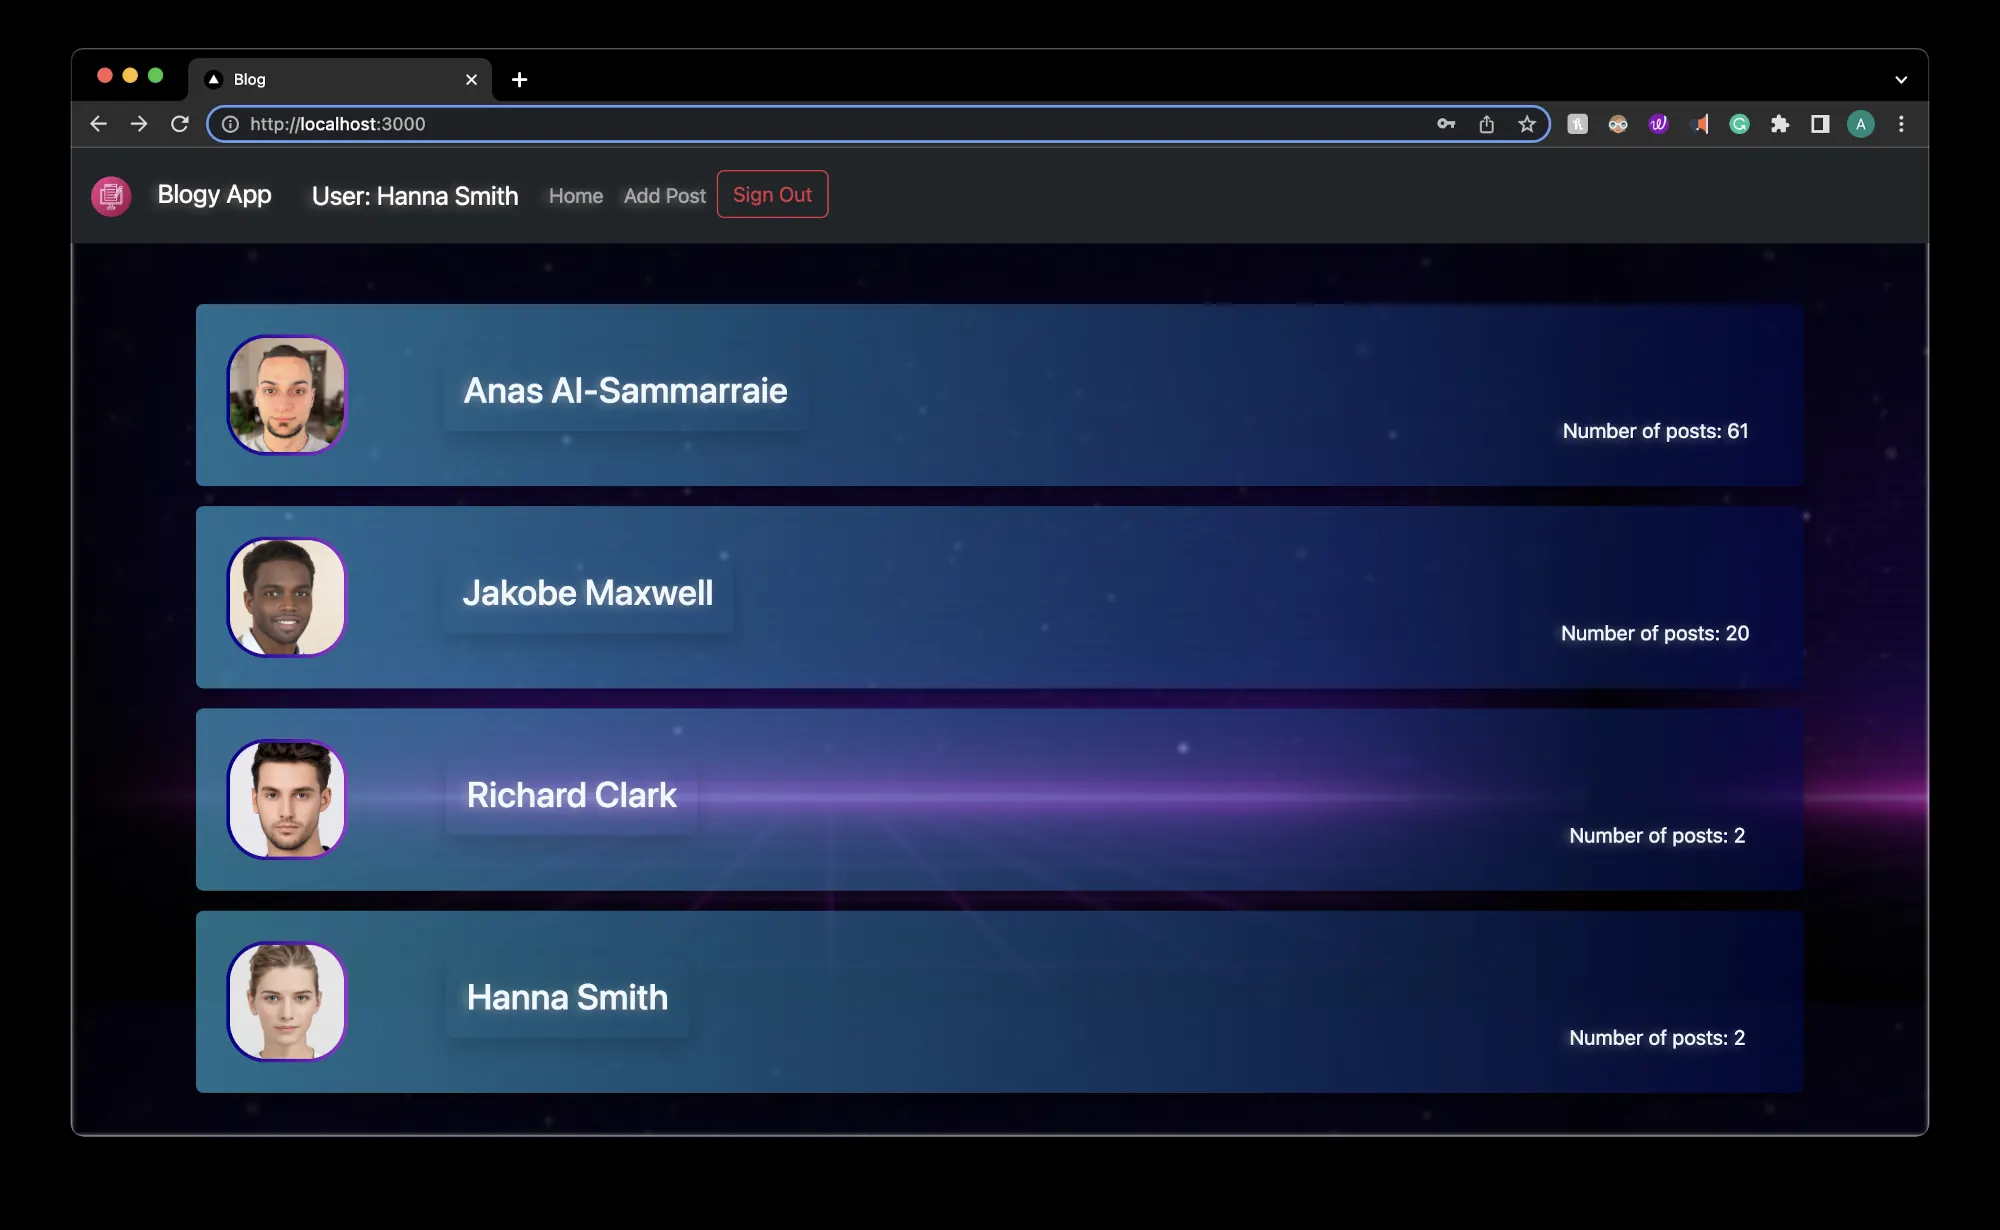 Blog
http://localhost:3000
A
Blogy App User: Hanna Smith Home Add Post Sign Out
Anas Al-Sammarraie
Number of posts: 61
Jakobe Maxwell
Number of posts: 20
Richard Clark
Number of posts: 2
Hanna Smith
Number of posts: 2